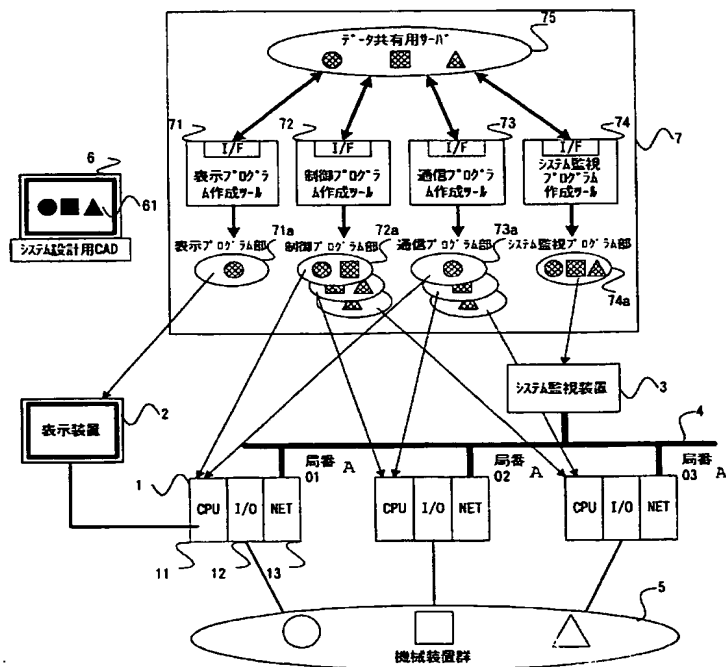 75
データ共有用サーバ
71
72
73
74
7
I/F
I/F
I/F
I/F
表示プログラ
ム作成ツール
制御プログラ
ム作成ツール
通信プログラ
ム作成ツール
システム監視
プログラム
作成ツール
6
61
システム設計用CAD
表示プログラム部
71a
制御プログラム部
72a
通信プログラム部
73a
システム監視プログラム部
74a
システム監視装置
3
表示装置
2
4
1
局番
01
A
局番
02
A
局番
03
A
CPU
I/O
NET
CPU
I/O
NET
CPU
I/O
NET
11
12
13
5
機械装置群